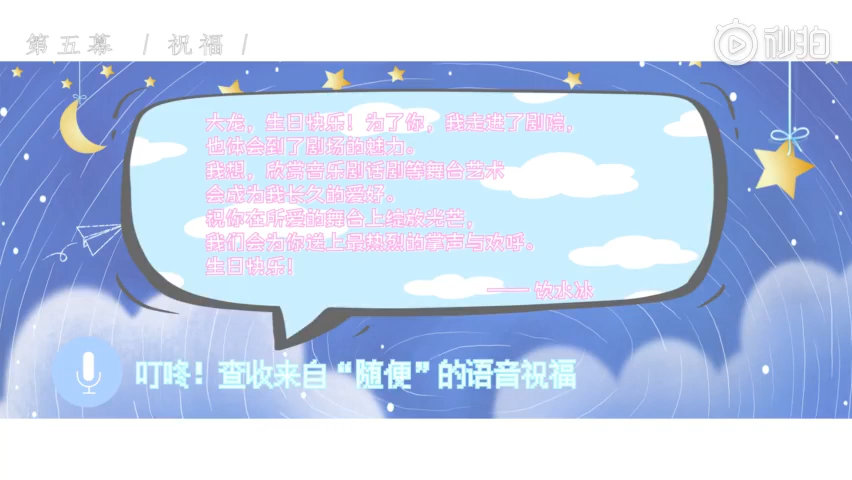 第五幕 / 祝福 /
秒拍
大龙，生日快乐！为了你，我走进了剧院，
也体会到了剧场的魅力。
我想，欣赏音乐剧话剧等舞台艺术
会成为我长久的爱好。
祝你在所爱的舞台上绽放光芒，
我们会为你送上最热烈的掌声与欢呼。
生日快乐！
—— 饮水冰
叮咚！查收来自“随便”的语音祝福